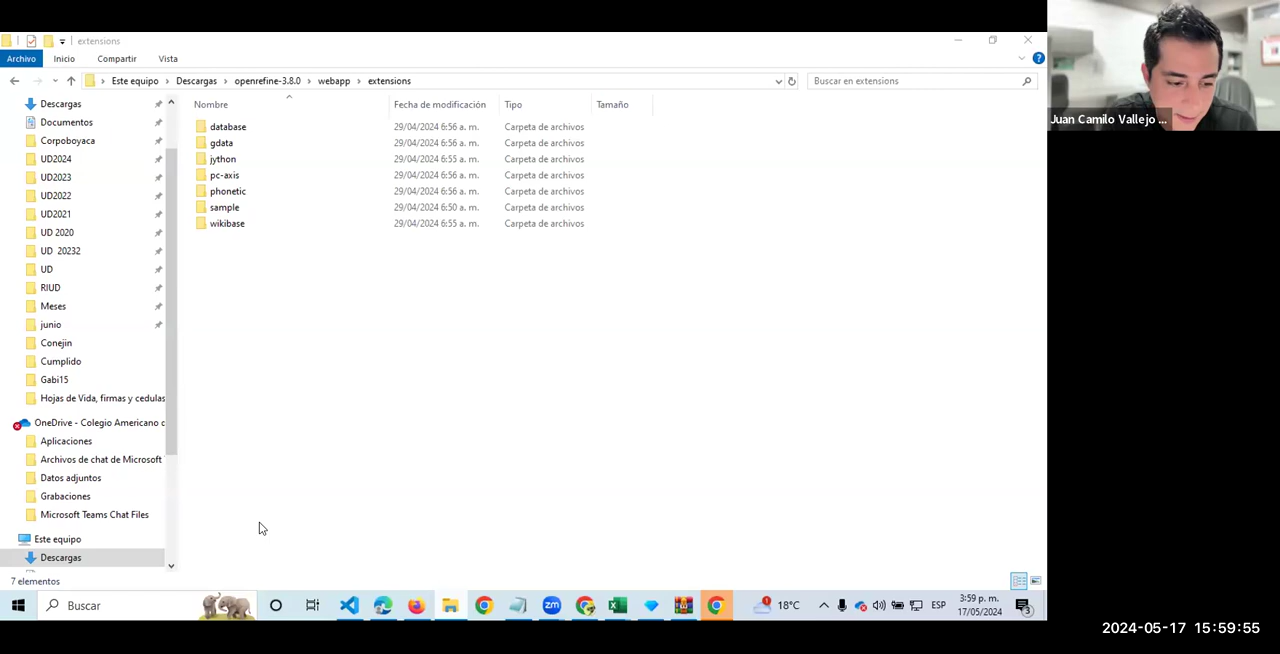 extensions
Archivo Inicio Compartir Vista
Este equipo Descargas openrefine-3.8.0 webapp extensions
Buscar en extensions
Nombre Fecha de modificación Tipo Tamaño
database 29/04/2024 6:56 a. m. Carpeta de archivos
gdata 29/04/2024 6:56 a. m. Carpeta de archivos
jython 29/04/2024 6:55 a. m. Carpeta de archivos
pc-axis 29/04/2024 6:56 a. m. Carpeta de archivos
phonetic 29/04/2024 6:56 a. m. Carpeta de archivos
sample 29/04/2024 6:50 a. m. Carpeta de archivos
wikibase 29/04/2024 6:55 a. m. Carpeta de archivos
Descargas
Documentos
Corpoboyaca
UD2024
UD2023
UD2022
UD2021
UD 2020
UD 20232
UD
RIUD
Meses
junio
Conejin
Cumplido
Gabi15
Hojas de Vida, firmas y cedulas
OneDrive - Colegio Americano d
Aplicaciones
Archivos de chat de Microsoft
Datos adjuntos
Grabaciones
Microsoft Teams Chat Files
Este equipo
Descargas
7 elementos
Buscar
zm
18°C
ESP
3:59 p. m.
17/05/2024
3
Juan Camilo Vallejo ...
2024-05-17 15:59:55